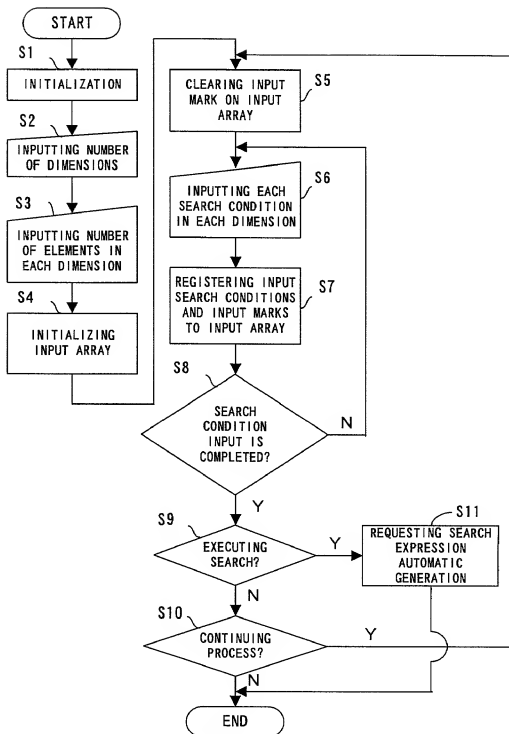 START
S1
INITIALIZATION
S2
INPUTTING NUMBER
OF DIMENSIONS
S3
INPUTTING NUMBER
OF ELEMENTS IN
EACH DIMENSION
S4
INITIALIZING
INPUT ARRAY
CLEARING INPUT
MARK ON INPUT
ARRAY
S5
S6
INPUTTING EACH
SEARCH CONDITION
IN EACH DIMENSION
REGISTERING INPUT
SEARCH CONDITIONS
AND INPUT MARKS
TO INPUT ARRAY
S7
S8
SEARCH
CONDITION
INPUT IS
COMPLETED?
N
Y
S9
EXECUTING
SEARCH?
Y
N
S11
REQUESTING SEARCH
EXPRESSION
AUTOMATIC
GENERATION
S10
CONTINUING
PROCESS?
Y
N
END